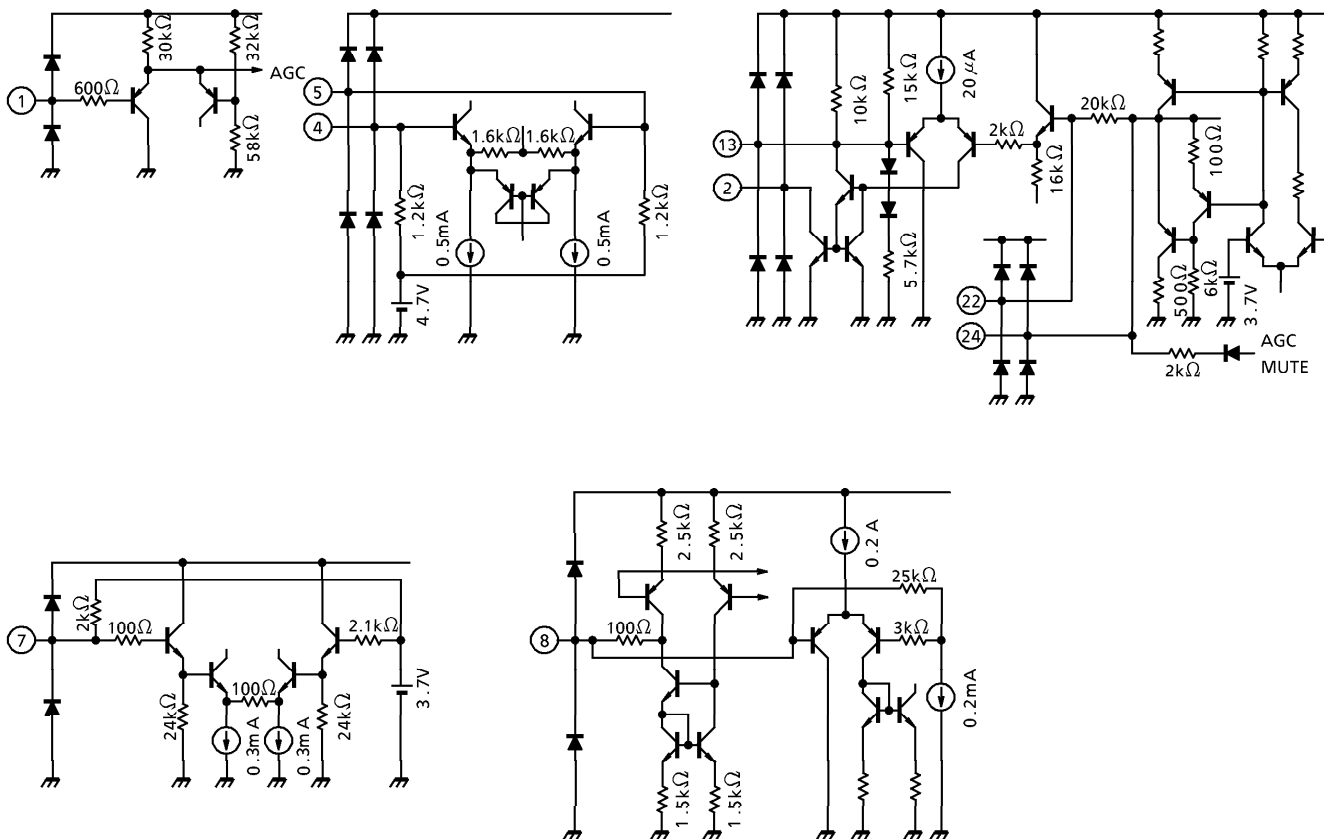 30kΩ
32kΩ
AGC
600Ω
1
58kΩ
5
4
1.6kΩ
1.6kΩ
1.2kΩ
0.5mA
0.5mA
1.2kΩ
4.7V
10kΩ
15kΩ
20μA
20kΩ
2kΩ
100Ω
13
2
16kΩ
5.7kΩ
22
500Ω
6kΩ
3.7V
24
2kΩ
AGC
MUTE
2kΩ
7
100Ω
2.1kΩ
100Ω
24kΩ
0.3mA
0.3mA
24kΩ
3.7V
2.5kΩ
2.5kΩ
0.2 A
25kΩ
8
100Ω
3kΩ
0.2mA
1.5kΩ
1.5kΩ